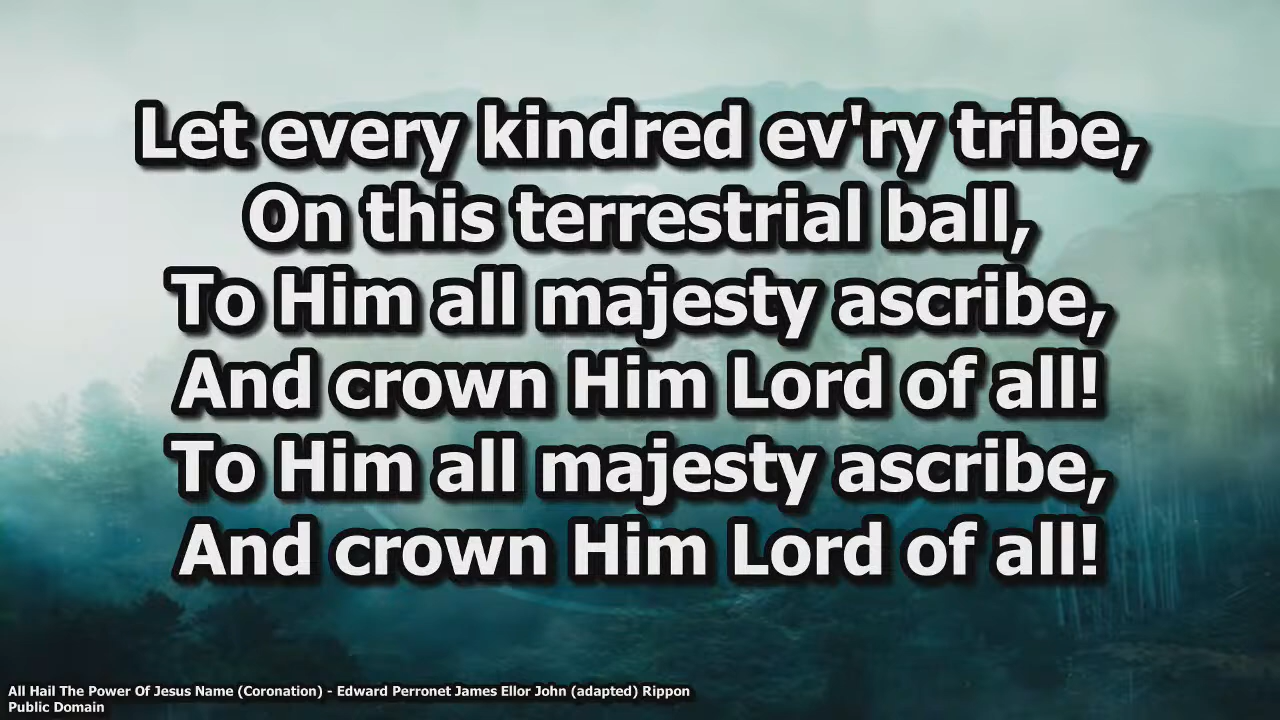 Let every kindred ev'ry tribe,
On this terrestrial ball,
To Him all majesty ascribe,
And crown Him Lord of all!
To Him all majesty ascribe,
And crown Him Lord of all!
All Hail The Power Of Jesus Name (Coronation) - Edward Perronet James Ellor John (adapted) Rippon
Public Domain